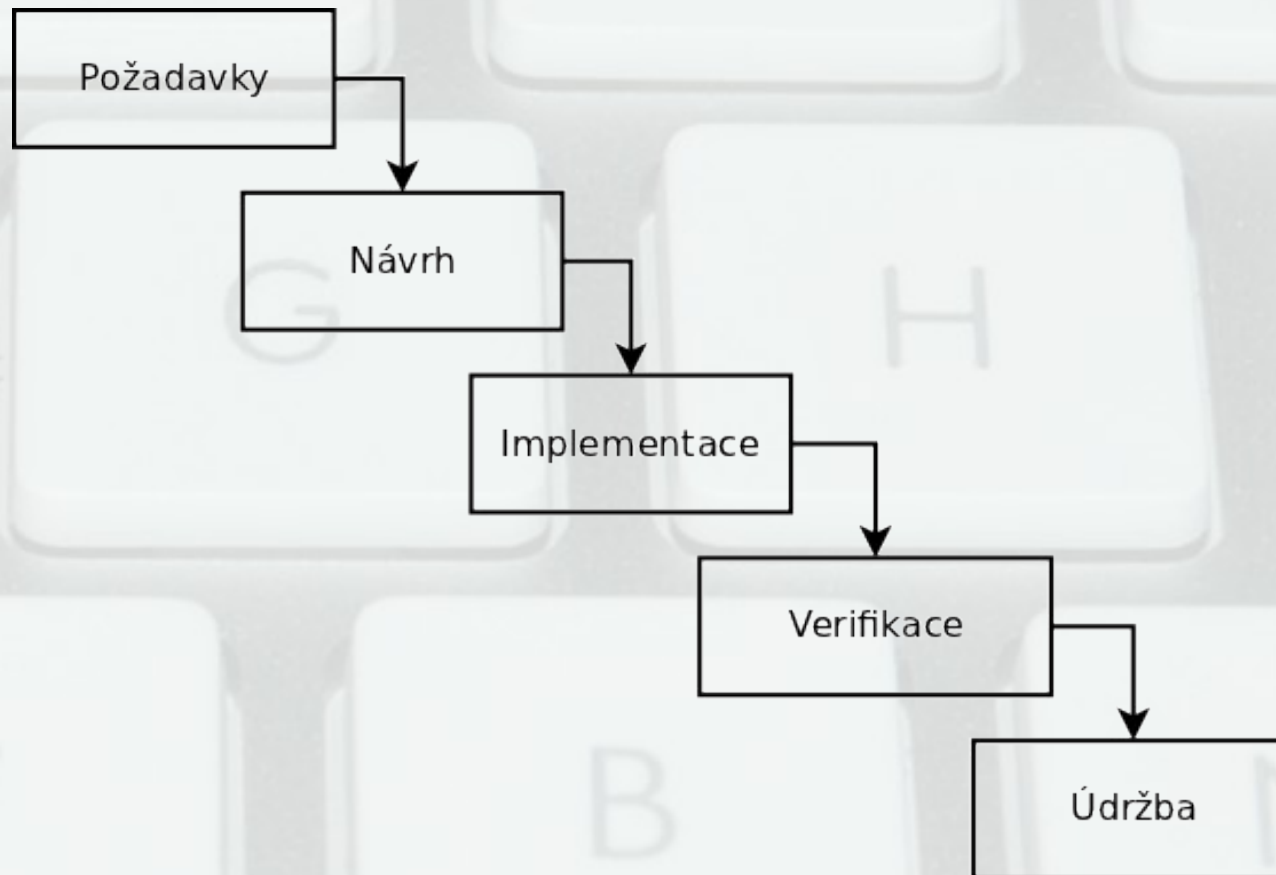 Požadavky
Návrh
G
H
Implementace
Verifikace
B
Údržba